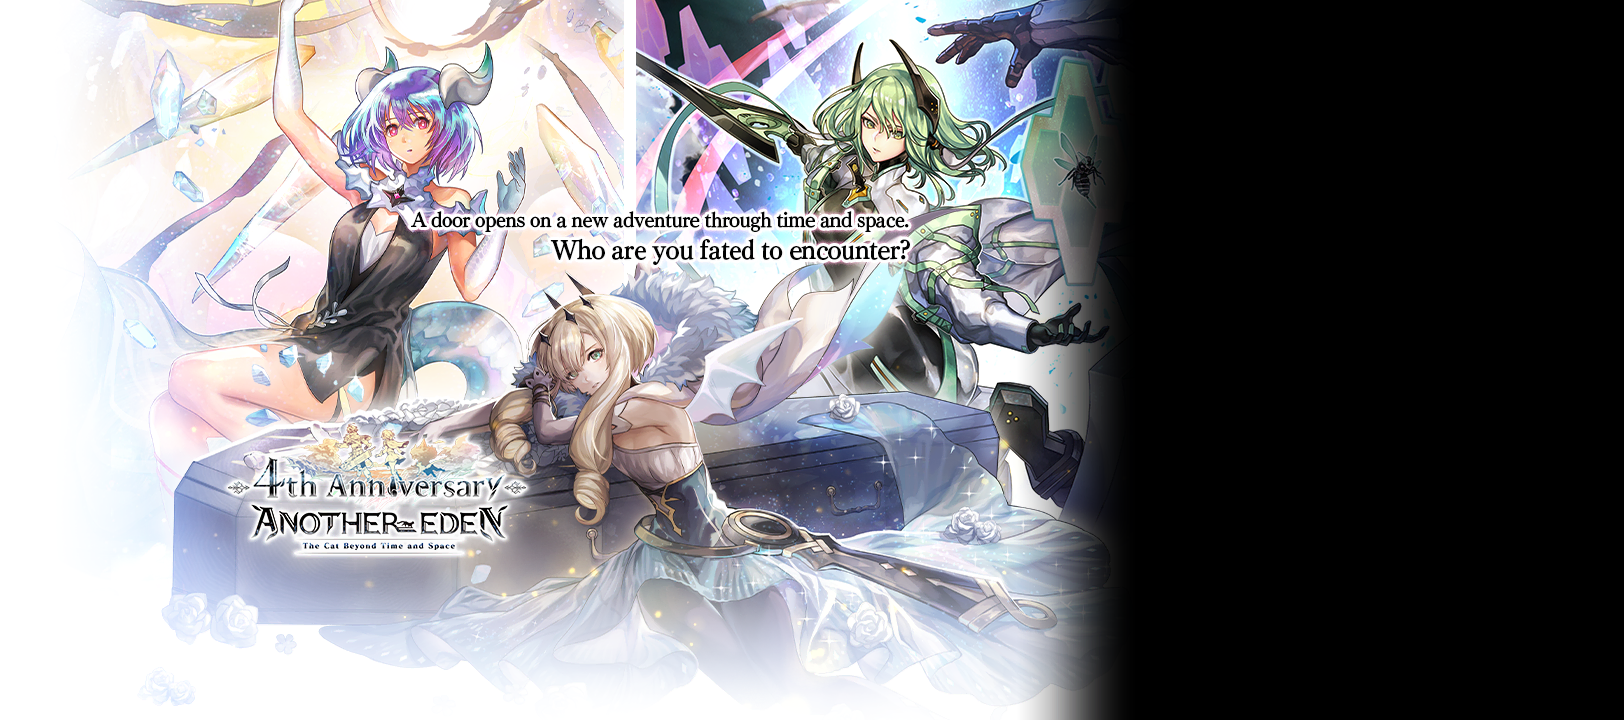 A door opens on a new adventure through time and space.
Who are you fated to encounter?
4th Anniversary
ANOTHER EDEN
The Cat Beyond Time and Space